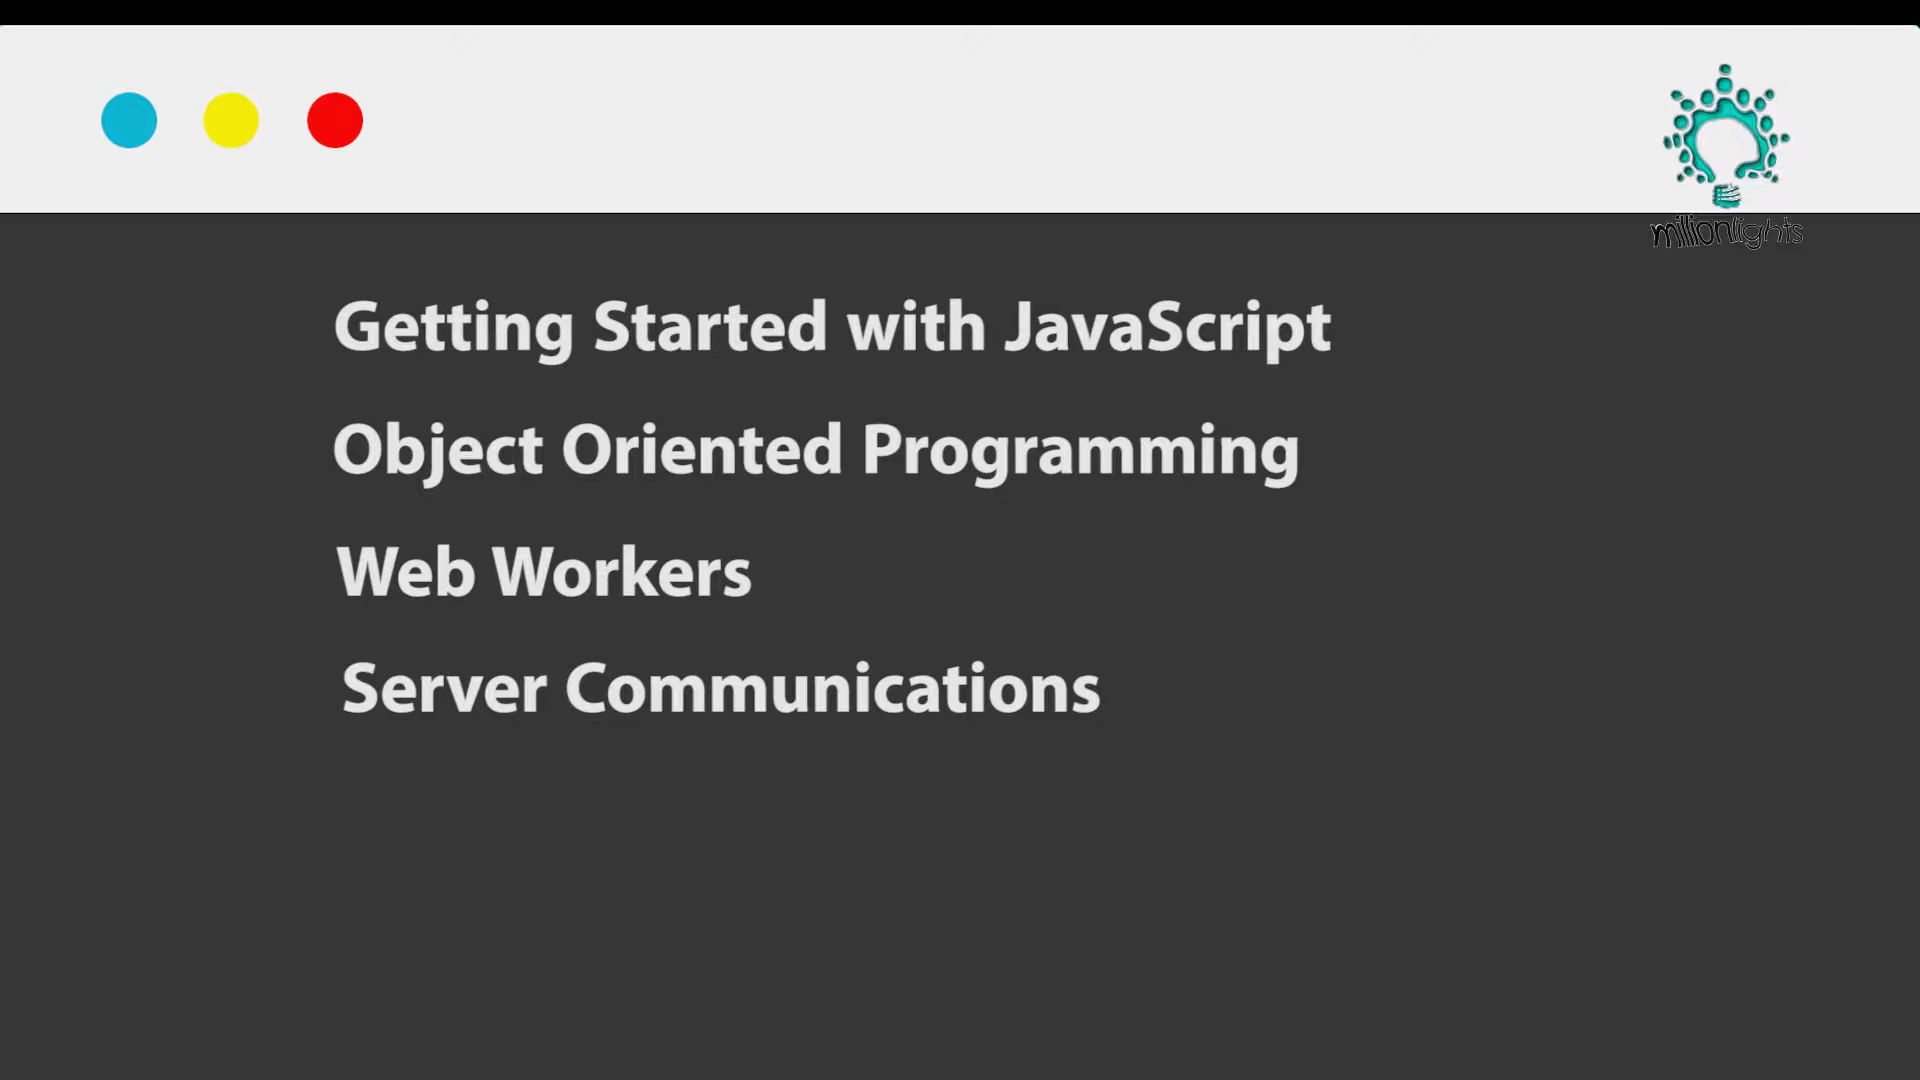 millionlights
Getting Started with JavaScript
Object Oriented Programming
Web Workers
Server Communications